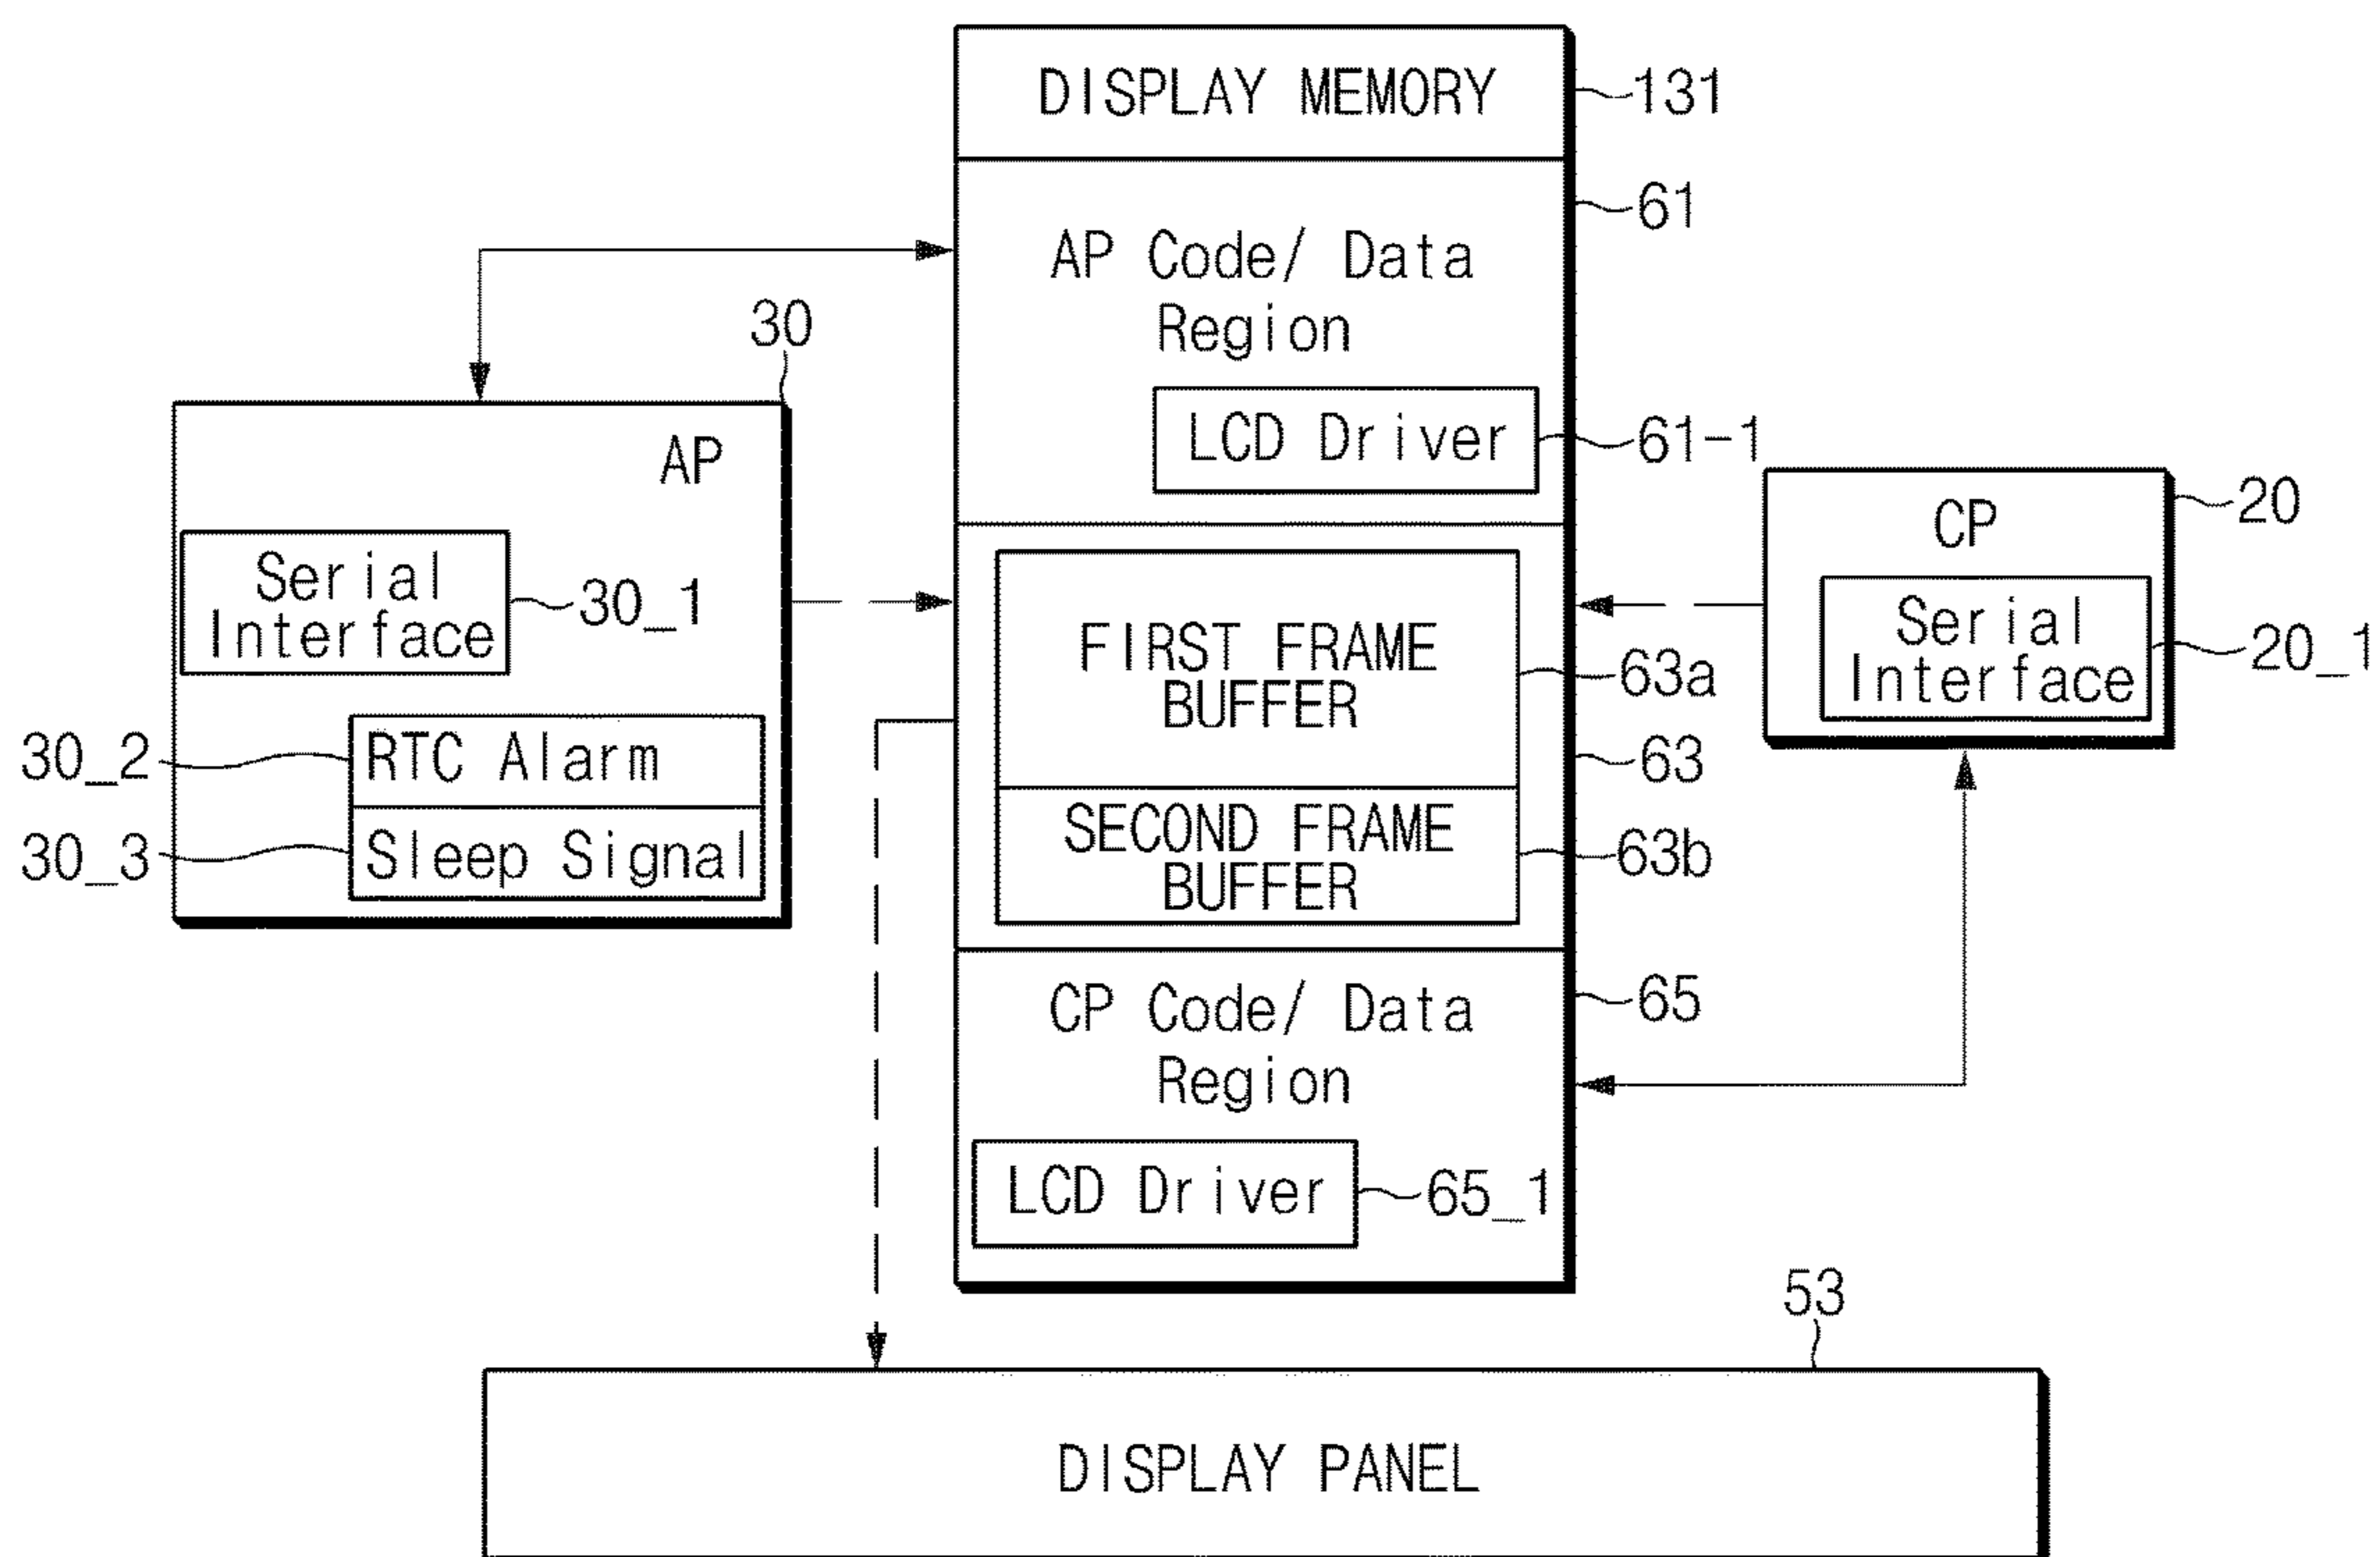 DISPLAY MEMORY
131
61
AP Code/ Data
Region
LCD Driver
61-1
30
AP
Serial
Interface
30_1
30_2
RTC Alarm
30_3
Sleep Signal
FIRST FRAME
BUFFER
63a
63
SECOND FRAME
BUFFER
63b
20
CP
Serial
Interface
20_1
CP Code/ Data
Region
65
LCD Driver
65_1
53
DISPLAY PANEL